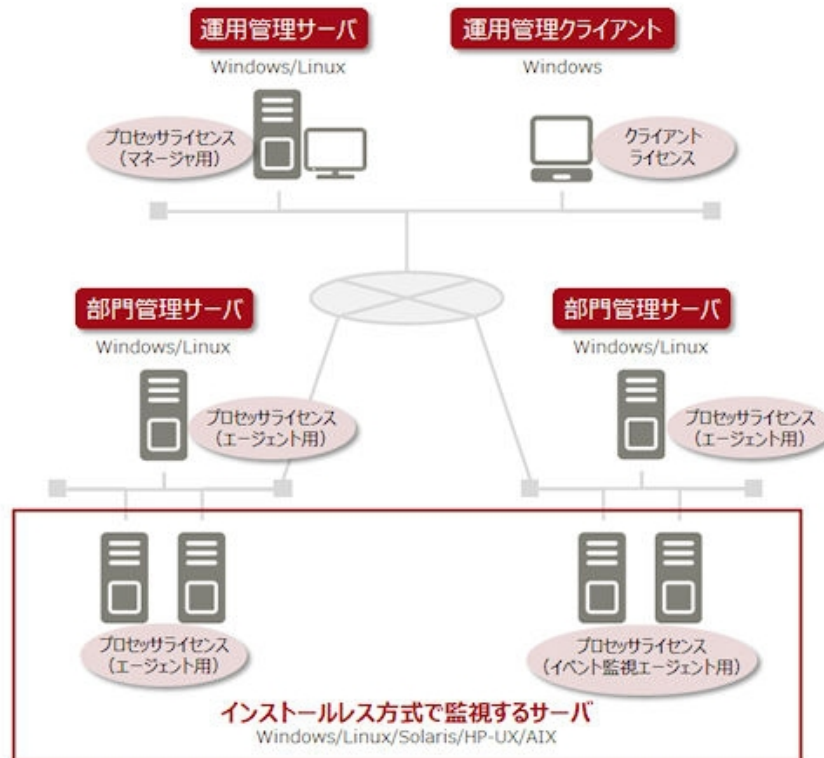 運用管理サーバ
運用管理クライアント
Windows/Linux
Windows
プロセッサライセンス
(マネージャ用)
クライアント
ライセンス
部門管理サーバ
部門管理サーバ
Windows/Linux
Windows/Linux
プロセッサライセンス
(エージェント用)
プロセッサライセンス
(エージェント用)
プロセッサライセンス
(エージェント用)
プロセッサライセンス
(イベント監視エージェント用)
インストールレス方式で監視するサーバ
Windows/Linux/Solaris/HP-UX/AIX